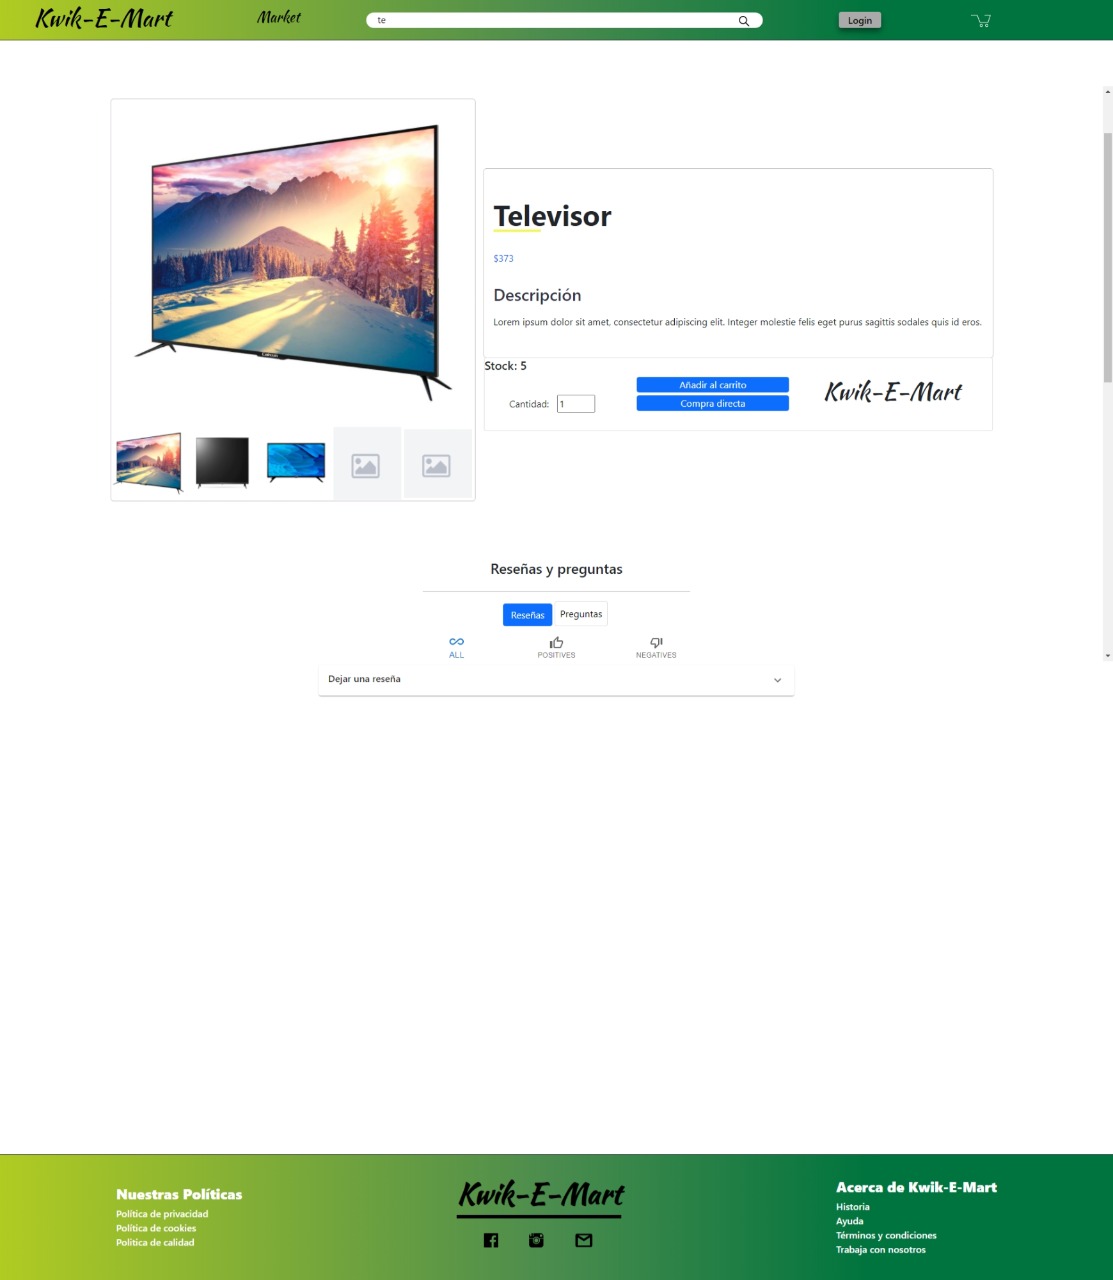 Kwik-E-Mart
Market
te
Login
Televisor
$373
Descripción
Lorem ipsum dolor sit amet, consectetur adipiscing elit. Integer molestie felis eget purus sagittis sodales quis id eros.
Stock: 5
Cantidad: 1
Añadir al carrito
Compra directa
Kwik-E-Mart
Reseñas y preguntas
Reseñas Preguntas
ALL POSITIVES NEGATIVES
Dejar una reseña
Nuestras Políticas
Política de privacidad
Política de cookies
Politica de calidad
Kwik-E-Mart
Acerca de Kwik-E-Mart
Historia
Ayuda
Términos y condiciones
Trabaja con nosotros